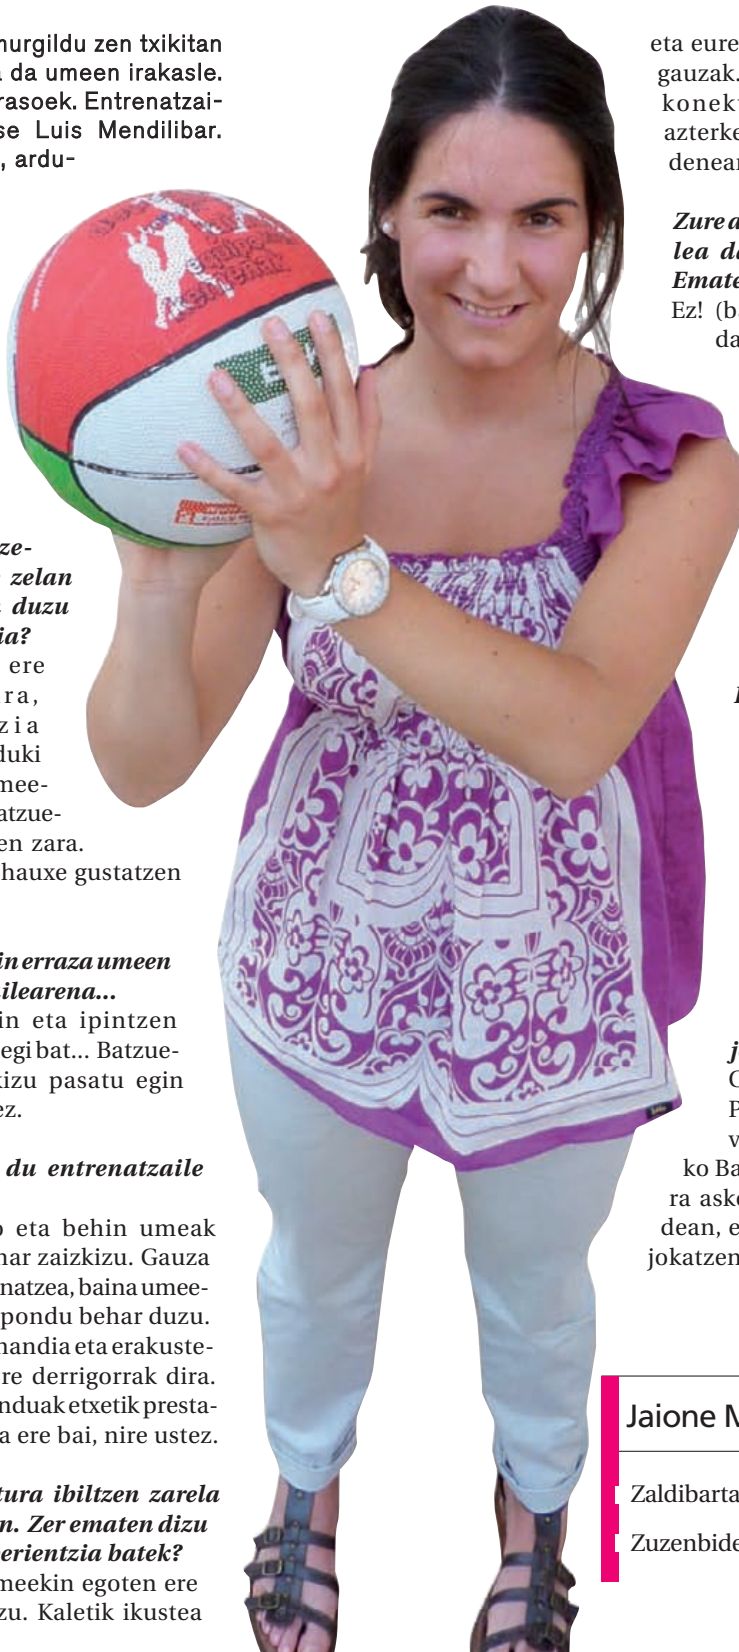 murgildu zen txikitan
da umeen irakasle.
rasoek. Entrenatzai-
se Luis Mendilibar.
, ardu-
ze-
zelan
duzu
ia?
ere
ra,
zia
duki
mee-
atzue-
en zara.
hauxe gustatzen
in erraza umeen
ilearena...
in eta ipintzen
egi bat... Batzue-
kizu pasatu egin
ez.
du entrenatzaile
o eta behin umeak
har zaizkizu. Gauza
natzea, baina umee-
pondu behar duzu.
handia eta erakuste-
re derrigorrak dira.
nduak etxetik presta-
a ere bai, nire ustez.
tura ibiltzen zarela
n. Zer ematen dizu
perientzia batek?
meekin egoten ere
zu. Kaletik ikustea
eta eure
gauzak.
konek
azterke
denean
Zure a
lea da
Emate
Ez! (ba
da
j
ko Ba
ra ask
dean, e
jokatzen
Jaione M
Zaldibarta
Zuzenbide